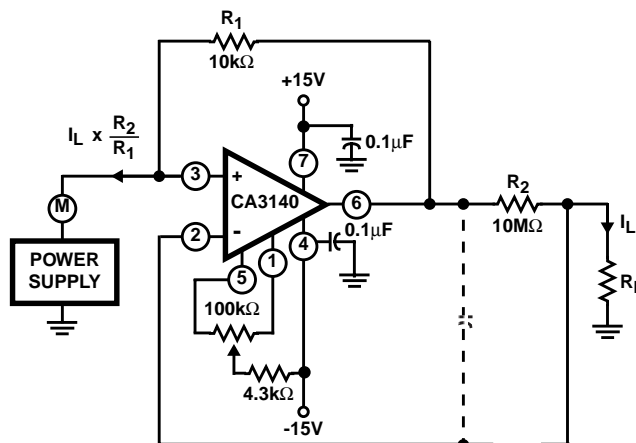 R1
10kΩ
+15V
IL x R2
R1
0.1μF
7
3
+
CA3140
6
R2
10MΩ
IL
M
2
-
0.1μF
4
1
5
POWER
SUPPLY
100kΩ
4.3kΩ
-15V